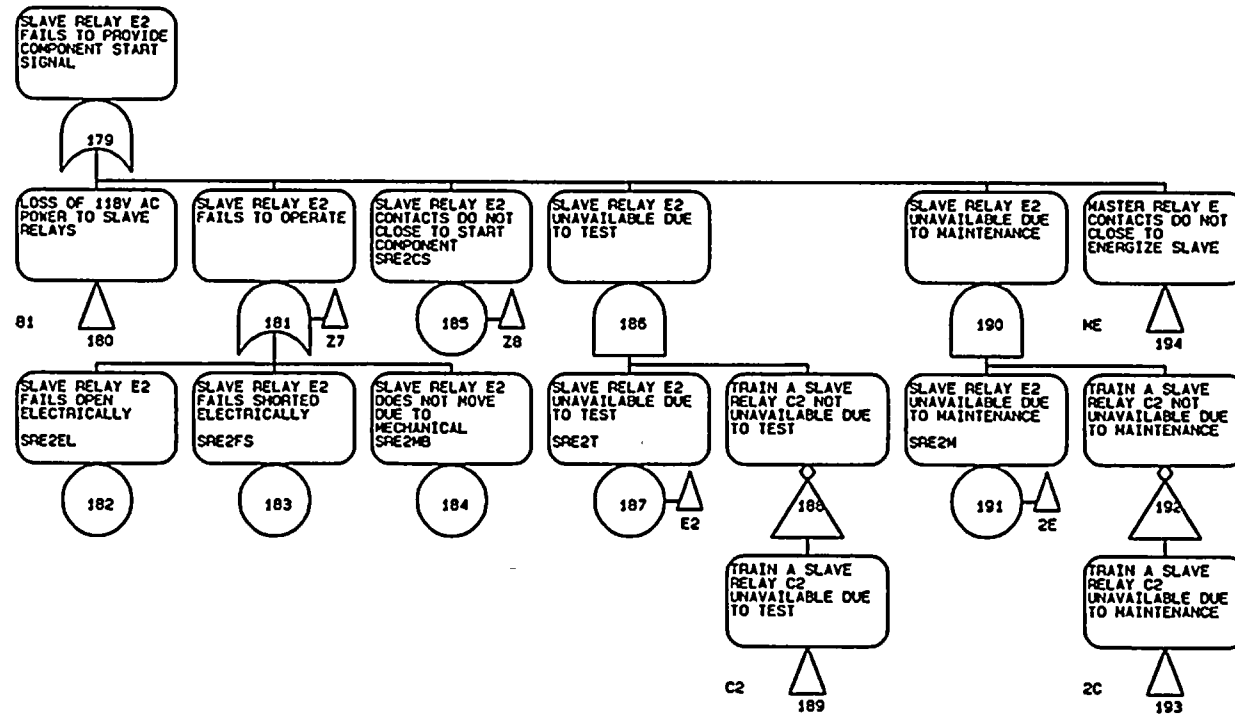 SLAVE RELAY E2
FAILS TO PROVIDE
COMPONENT START
SIGNAL
179
LOSS OF 118V AC
POWER TO SLAVE
RELAYS
81
180
SLAVE RELAY E2
FAILS TO OPERATE
181
Z7
SLAVE RELAY E2
CONTACTS DO NOT
CLOSE TO START
COMPONENT
SRE2CS
185
Z8
SLAVE RELAY E2
UNAVAILABLE DUE
TO TEST
186
SLAVE RELAY E2
UNAVAILABLE DUE
TO MAINTENANCE
190
MASTER RELAY E
CONTACTS DO NOT
CLOSE TO
ENERGIZE SLAVE
ME
194
SLAVE RELAY E2
FAILS OPEN
ELECTRICALLY
SRE2EL
182
SLAVE RELAY E2
FAILS SHORTED
ELECTRICALLY
SRE2FS
183
SLAVE RELAY E2
DOES NOT MOVE
DUE TO
MECHANICAL
SRE2MB
184
SLAVE RELAY E2
UNAVAILABLE DUE
TO TEST
SRE2T
187
E2
TRAIN A SLAVE
RELAY C2 NOT
UNAVAILABLE DUE
TO TEST
188
SLAVE RELAY E2
UNAVAILABLE DUE
TO MAINTENANCE
SRE2M
191
2E
TRAIN A SLAVE
RELAY C2 NOT
UNAVAILABLE DUE
TO MAINTENANCE
192
TRAIN A SLAVE
RELAY C2
UNAVAILABLE DUE
TO TEST
C2
189
TRAIN A SLAVE
RELAY C2
UNAVAILABLE DUE
TO MAINTENANCE
2C
193